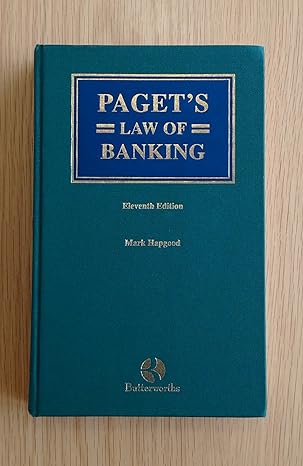 PAGET'S
LAW OF
BANKING
Eleventh Edition
Mark Hapgood
Butterworths